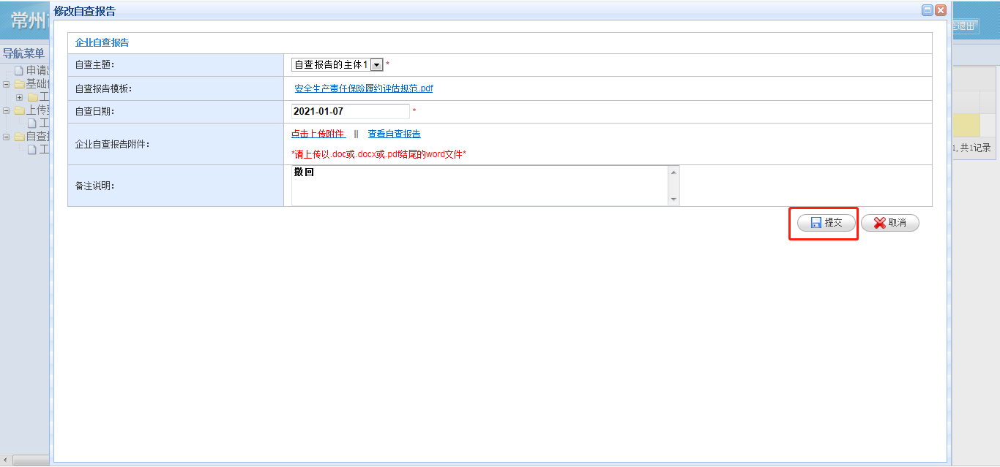 修改自查报告
常州
全退出
导航菜单
申请
基础
工
上传
工
自查
工
企业自查报告
自查主题：
自查报告的主体1 *
自查报告模板：
安全生产责任保险履约评估规范.pdf
自查日期：
2021-01-07 *
企业自查报告附件：
点击上传附件 || 查看自查报告
*请上传以.doc或.docx或.pdf结尾的word文件*
备注说明：
撤回
提交 取消
1, 共1记录